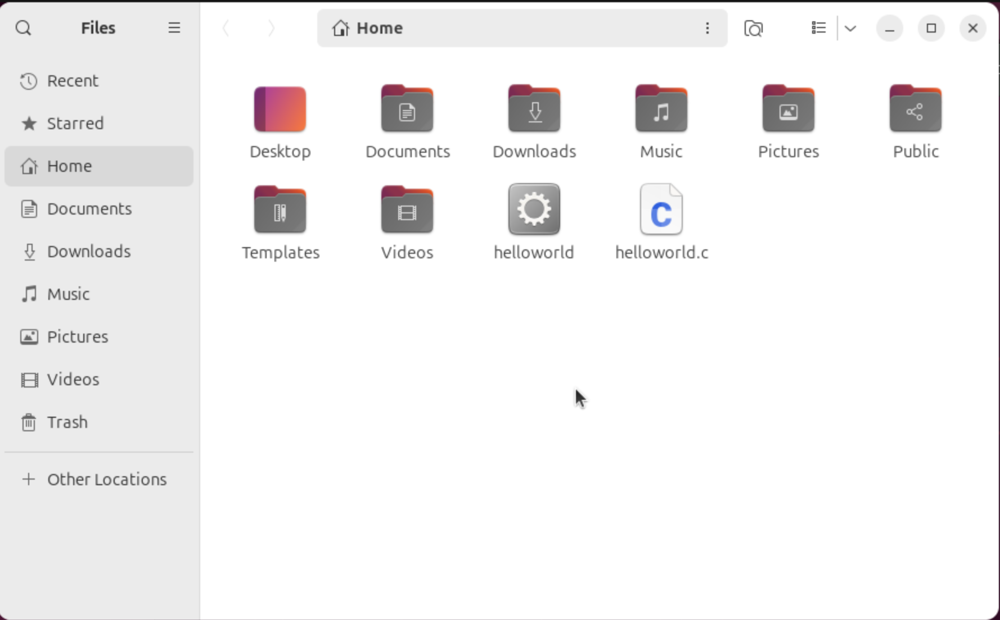 Files
Home
Recent
Starred
Home
Documents
Downloads
Music
Pictures
Videos
Trash
Other Locations
Desktop Documents Downloads Music Pictures Public
Templates Videos helloworld helloworld.c